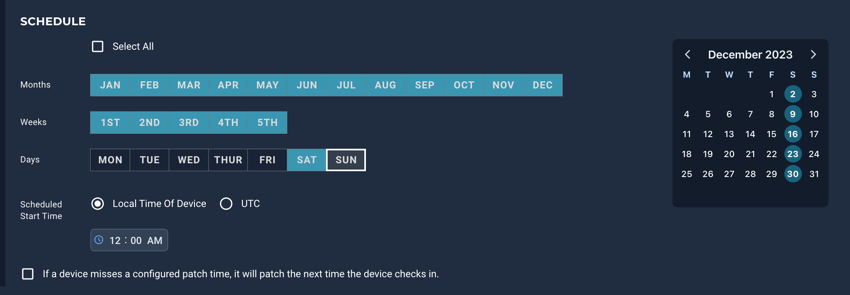 SCHEDULE
Select All
Months
JAN FEB MAR APR MAY JUN JUL AUG SEP OCT NOV DEC
Weeks
1ST 2ND 3RD 4TH 5TH
Days
MON TUE WED THUR FRI SAT SUN
Scheduled
Start Time
Local Time Of Device UTC
12 : 00 AM
If a device misses a configured patch time, it will patch the next time the device checks in.
December 2023
M T W T F S S
1 2 3
4 5 6 7 8 9 10
11 12 13 14 15 16 17
18 19 20 21 22 23 24
25 26 27 28 29 30 31